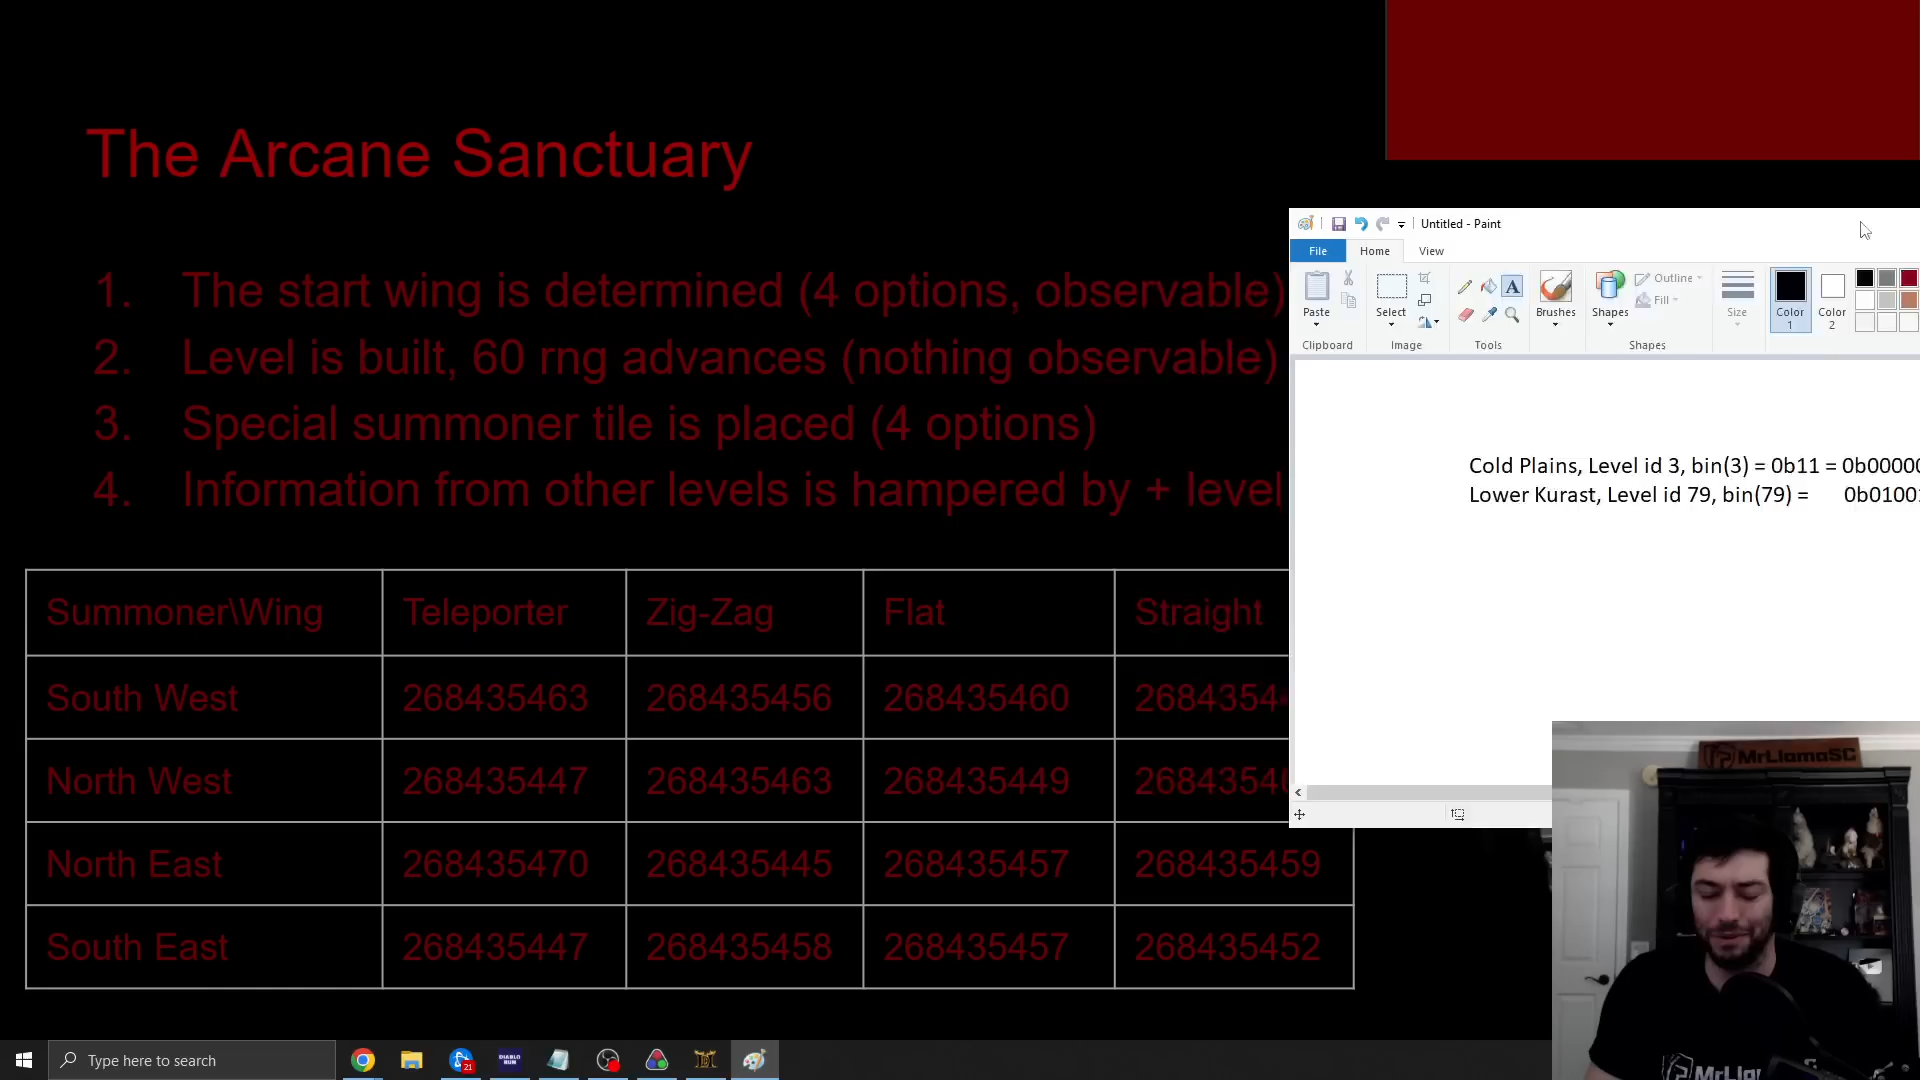 The Arcane Sanctuary
1. The start wing is determined (4 options, observable)
2. Level is built, 60 rng advances (nothing observable)
3. Special summoner tile is placed (4 options)
4. Information from other levels is hampered by + level
Summoner\Wing Teleporter Zig-Zag Flat Straight
South West 268435463 268435456 268435460
North West 268435447 268435463 268435449
North East 268435470 268435445 268435457 268435459
South East 268435447 268435458 268435457 268435452
Untitled - Paint
File Home View
Paste Select Brushes Shapes Outline Fill Size Color 1 Color 2
Clipboard Image Tools Shapes
Cold Plains, Level id 3, bin(3) = 0b11 = 0b00000
Lower Kurast, Level id 79, bin(79) = 0b0100
MrLlamaSC
Type here to search
21
DIABLO RUN